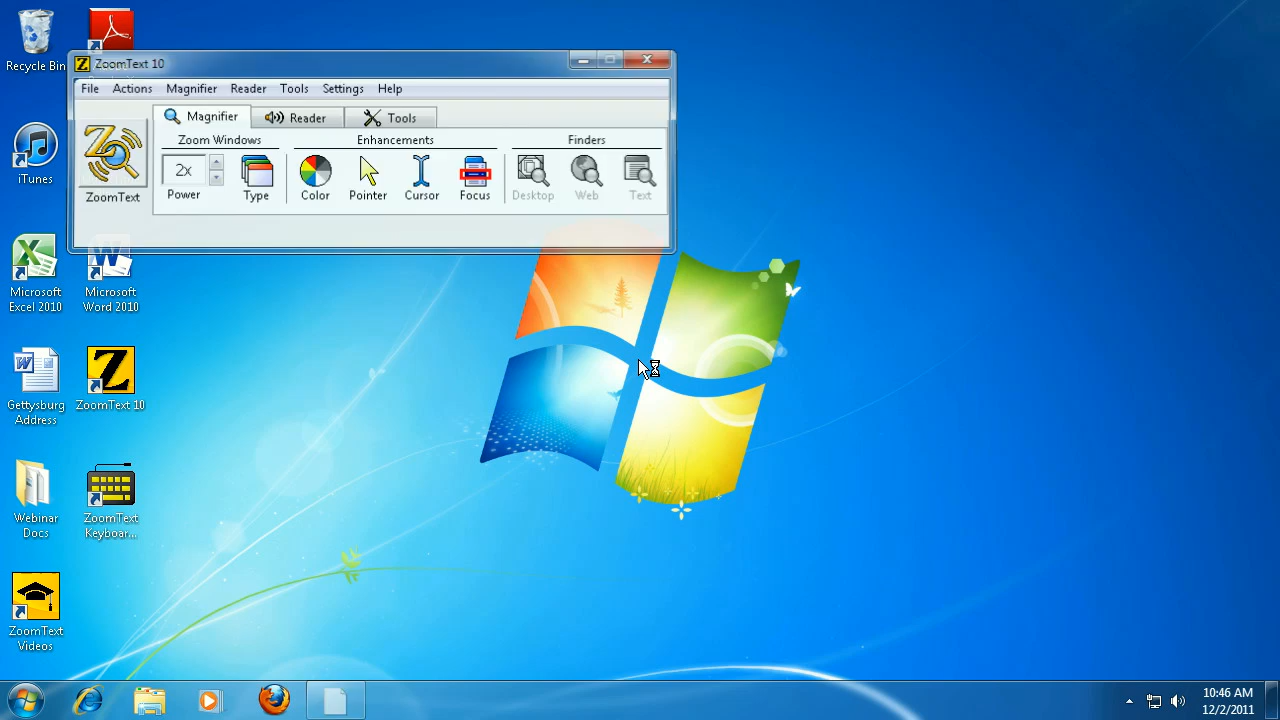 Recycle Bin
ZoomText 10
File Actions Magnifier Reader Tools Settings Help
Magnifier Reader Tools
Zoom Windows Enhancements Finders
2x
ZoomText Power Type Color Pointer Cursor Focus Desktop Web Text
iTunes
Microsoft
Excel 2010
Microsoft
Word 2010
Gettysburg
Address
ZoomText 10
Webinar
Docs
ZoomText
Keyboar...
ZoomText
Videos
10:46 AM
12/2/2011